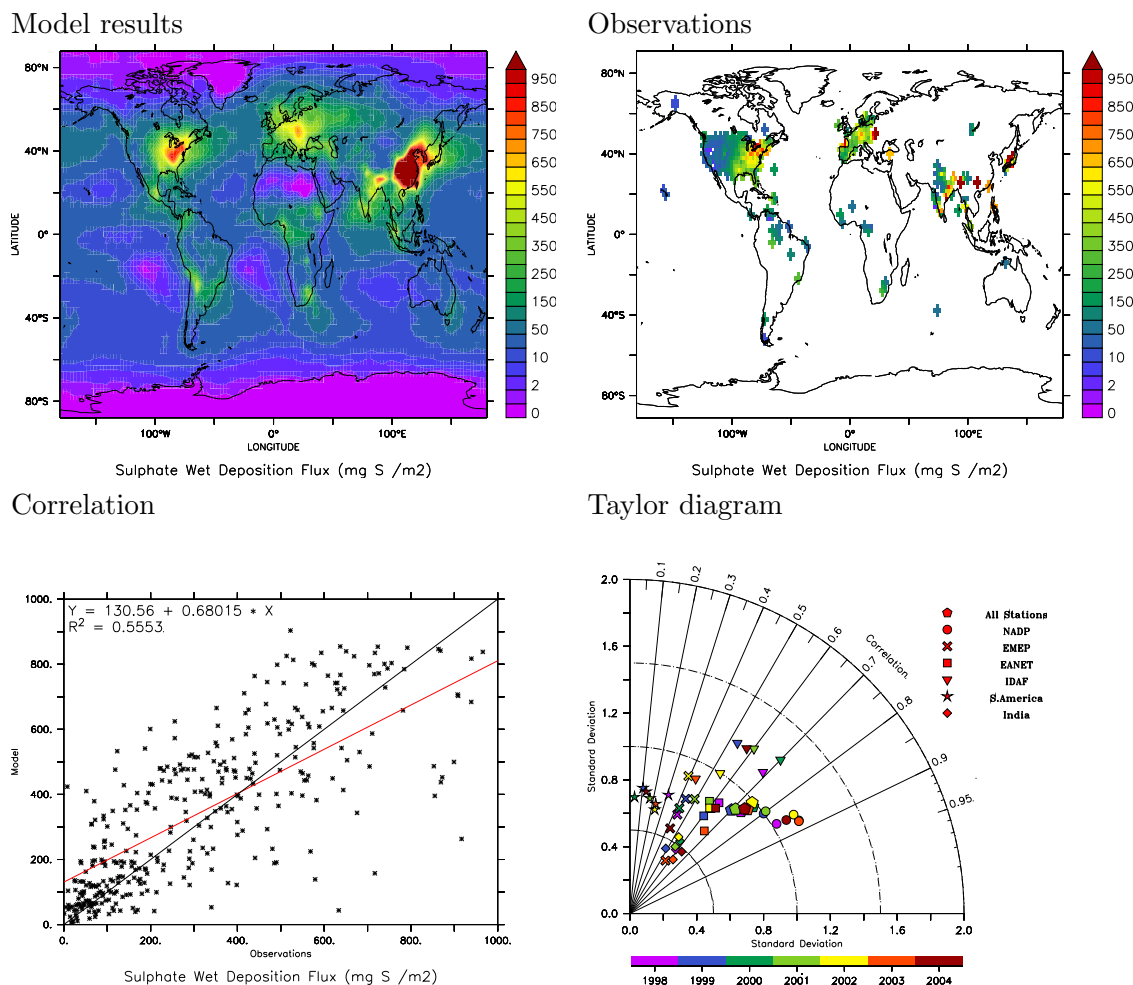 Model results
80°N
40°N
0°
40°S
80°S
LATITUDE
100°W
0°
100°E
LONGITUDE
950
850
750
650
550
450
350
250
150
50
10
2
0
Sulphate Wet Deposition Flux (mg S /m2)
Observations
80°N
40°N
0°
40°S
80°S
LATITUDE
100°W
0°
100°E
LONGITUDE
950
850
750
650
550
450
350
250
150
50
10
2
0
Sulphate Wet Deposition Flux (mg S /m2)
Correlation
Y = 130.56 + 0.68015 * X
R2 = 0.5553
1000.
800.
600.
400.
200.
0.
Model
0.
200.
400.
600.
800.
1000.
Observations
Sulphate Wet Deposition Flux (mg S /m2)
Taylor diagram
2.0
1.6
1.2
0.8
0.4
0.0
Standard Deviation
0.0
0.4
0.8
1.2
1.6
2.0
Standard Deviation
0.1
0.2
0.3
0.4
0.5
0.6
0.7
0.8
0.9
0.95
Correlation
All Stations
NADP
EMEP
EANET
IDAF
S.America
India
1998
1999
2000
2001
2002
2003
2004